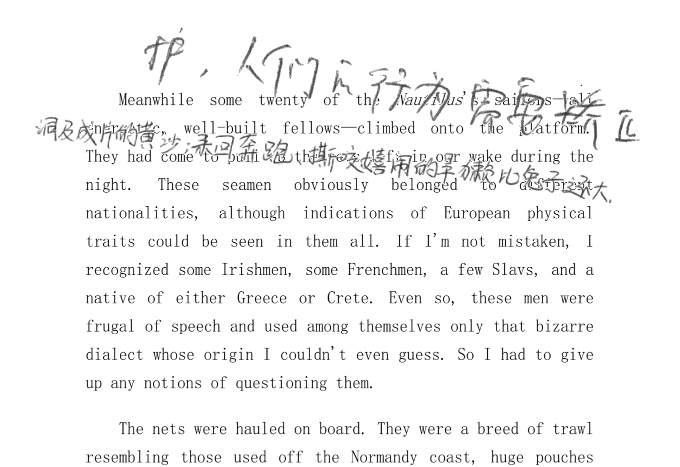 护，人们
行为需要
Meanwhile some twenty of the Nautilus's sailors—all
洞及成片的黄沙;来回奔跑、撕咬嬉闹的旱獭比兔子还大.
energetic, well-built fellows—climbed onto the platform.
They had come to pull in the nets left in our wake during the
night. These seamen obviously belonged to different
nationalities, although indications of European physical
traits could be seen in them all. If I'm not mistaken, I
recognized some Irishmen, some Frenchmen, a few Slavs, and a
native of either Greece or Crete. Even so, these men were
frugal of speech and used among themselves only that bizarre
dialect whose origin I couldn't even guess. So I had to give
up any notions of questioning them.
The nets were hauled on board. They were a breed of trawl
resembling those used off the Normandy coast, huge pouches